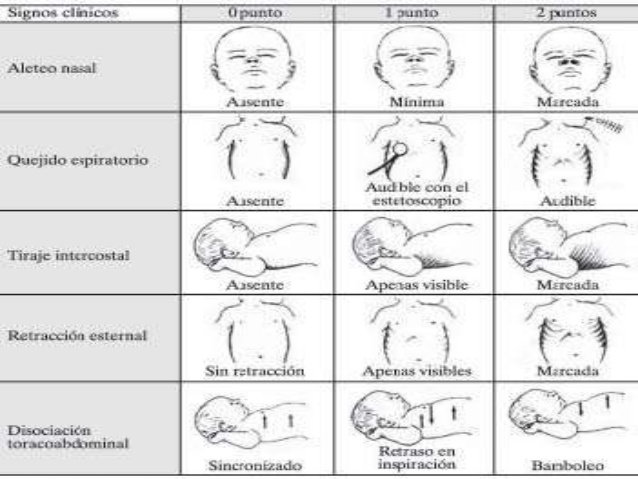 Signos clínicos 0 punto 1 punto 2 puntos
Aleteo nasal
Ausente Mínima Marcada
Quejido espiratorio
Ausente Audible con el estetoscopio Audible
Tiraje intercostal
Ausente Apenas visible Marcada
Retracción esternal
Sin retracción Apenas visibles Marcada
Disociación
toracoabdominal
Sincronizado Retraso en inspiración Bamboleo